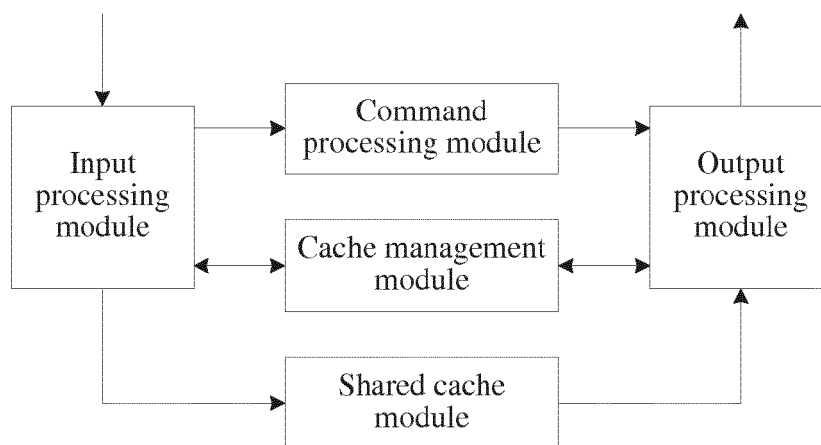 Input
processing
module
Command
processing module
Cache management
module
Shared cache
module
Output
processing
module